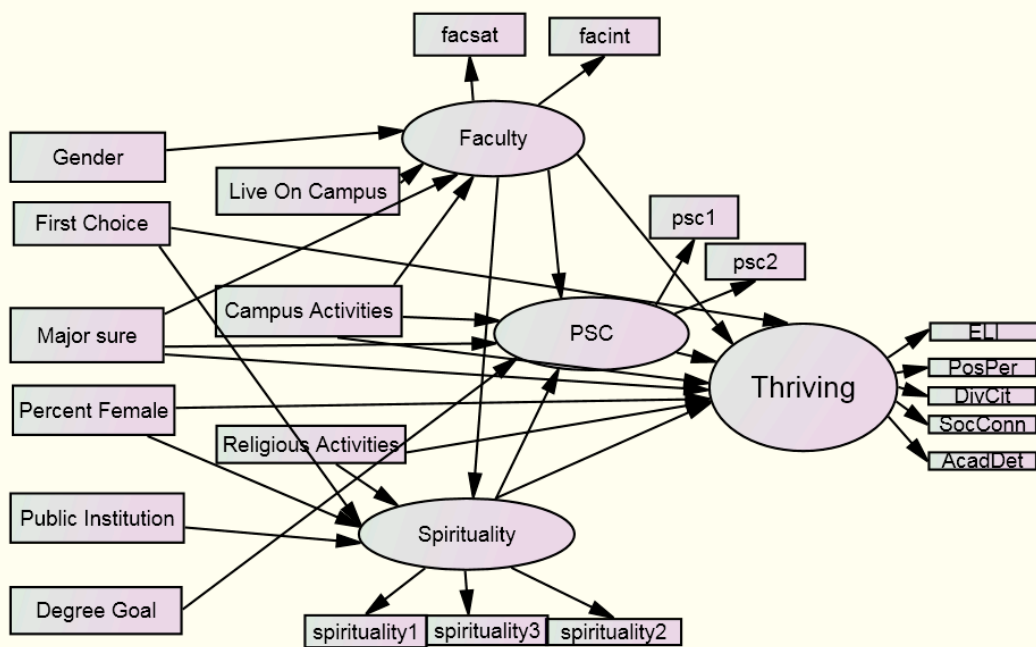 facsat
facint
Faculty
Gender
Live On Campus
First Choice
psc1
psc2
Campus Activities
Major sure
PSC
ELI
PosPer
Thriving
DivCit
Percent Female
SocConn
Religious Activities
AcadDet
Public Institution
Spirituality
Degree Goal
spirituality1
spirituality3
spirituality2